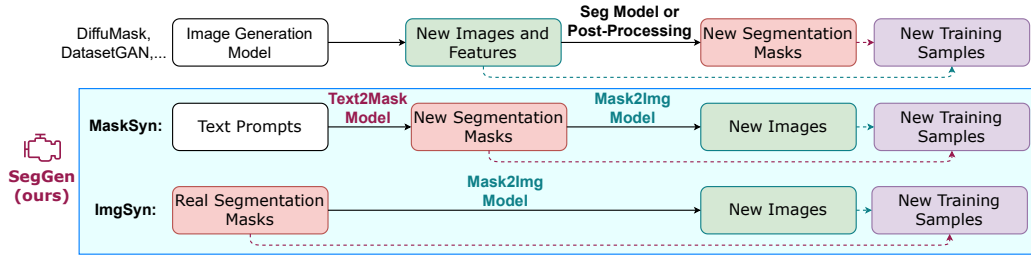 DiffuMask,
DatasetGAN,...
Image Generation
Model
New Images and
Features
Seg Model or
Post-Processing
New Segmentation
Masks
New Training
Samples
SegGen
(ours)
MaskSyn:
Text Prompts
Text2Mask
Model
New Segmentation
Masks
Mask2Img
Model
New Images
New Training
Samples
ImgSyn:
Real Segmentation
Masks
Mask2Img
Model
New Images
New Training
Samples